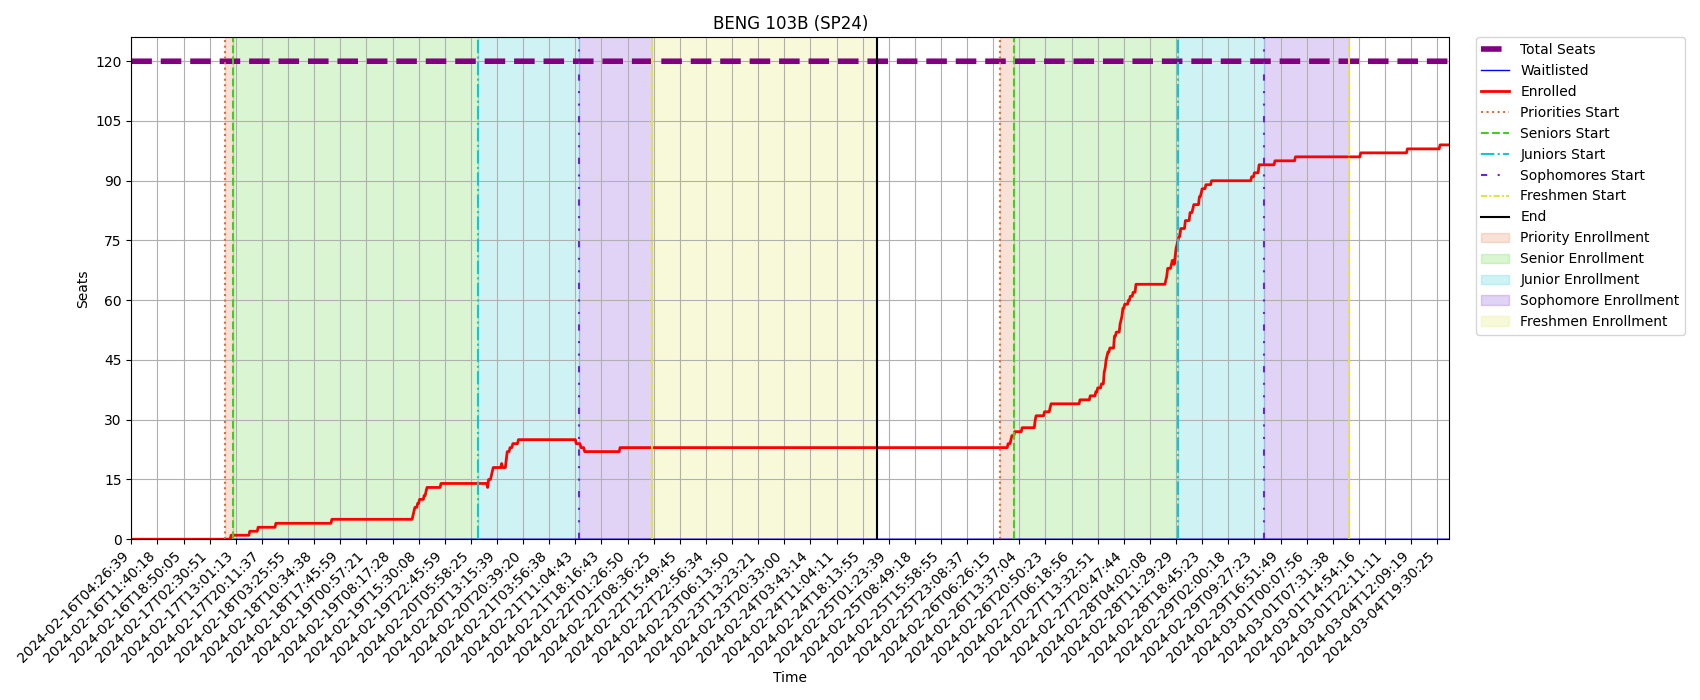 BENG 103B (SP24)
120
105
90
75
60
45
30
15
0
Seats
2024-02-16T04:26:39
2024-02-16T11:40:18
2024-02-16T18:50:05
2024-02-17T02:30:51
2024-02-17T13:01:13
2024-02-17T20:11:37
2024-02-18T03:25:55
2024-02-18T10:34:38
2024-02-18T17:45:59
2024-02-19T00:57:21
2024-02-19T08:17:28
2024-02-19T15:30:08
2024-02-19T22:45:59
2024-02-20T05:58:25
2024-02-20T13:15:39
2024-02-20T20:39:20
2024-02-21T03:56:38
2024-02-21T11:04:43
2024-02-21T18:16:43
2024-02-22T01:26:50
2024-02-22T08:36:25
2024-02-22T15:49:45
2024-02-22T22:56:34
2024-02-23T06:13:50
2024-02-23T13:23:21
2024-02-23T20:33:00
2024-02-24T03:43:14
2024-02-24T11:04:11
2024-02-24T18:13:55
2024-02-25T01:23:39
2024-02-25T08:49:18
2024-02-25T15:58:55
2024-02-25T23:08:37
2024-02-26T06:26:15
2024-02-26T13:37:04
2024-02-26T20:50:23
2024-02-27T06:18:56
2024-02-27T13:32:51
2024-02-27T20:47:44
2024-02-28T04:02:08
2024-02-28T11:29:29
2024-02-28T18:45:23
2024-02-29T02:00:18
2024-02-29T09:27:23
2024-02-29T16:51:49
2024-03-01T00:07:56
2024-03-01T07:31:38
2024-03-01T14:54:16
2024-03-01T22:11:11
2024-03-04T12:09:19
2024-03-04T19:30:25
Time
Total Seats
Waitlisted
Enrolled
Priorities Start
Seniors Start
Juniors Start
Sophomores Start
Freshmen Start
End
Priority Enrollment
Senior Enrollment
Junior Enrollment
Sophomore Enrollment
Freshmen Enrollment